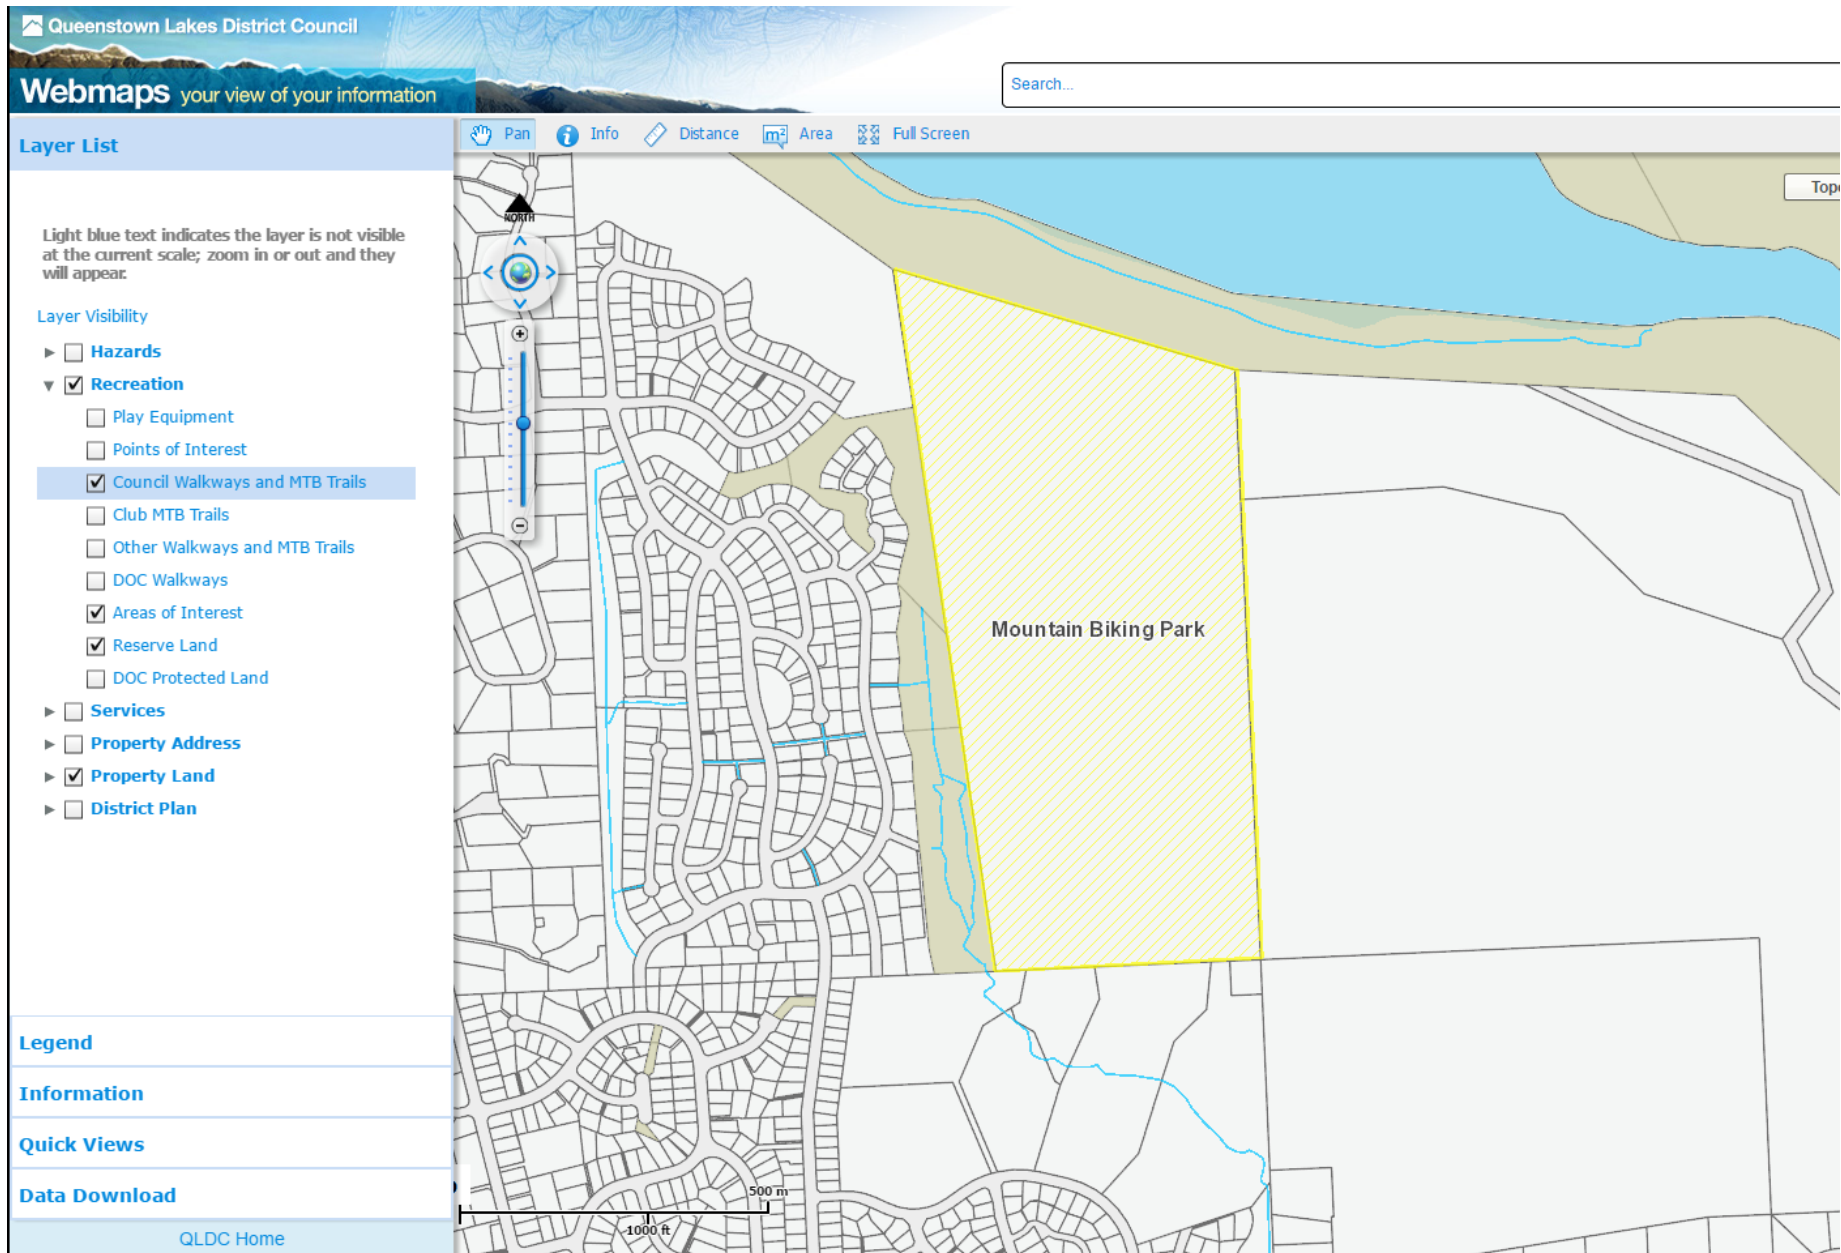 Queenstown Lakes District Council
Webmaps your view of your information
Search...
Layer List
Pan
Info
Distance
m²
Area
Full Screen
NORTH
Light blue text indicates the layer is not visible
at the current scale; zoom in or out and they
will appear.
Layer Visibility
Hazards
Recreation
Play Equipment
Points of Interest
Council Walkways and MTB Trails
Club MTB Trails
Other Walkways and MTB Trails
DOC Walkways
Areas of Interest
Reserve Land
DOC Protected Land
Services
Property Address
Property Land
District Plan
Mountain Biking Park
Legend
Information
Quick Views
Data Download
QLDC Home
500 m
1000 ft